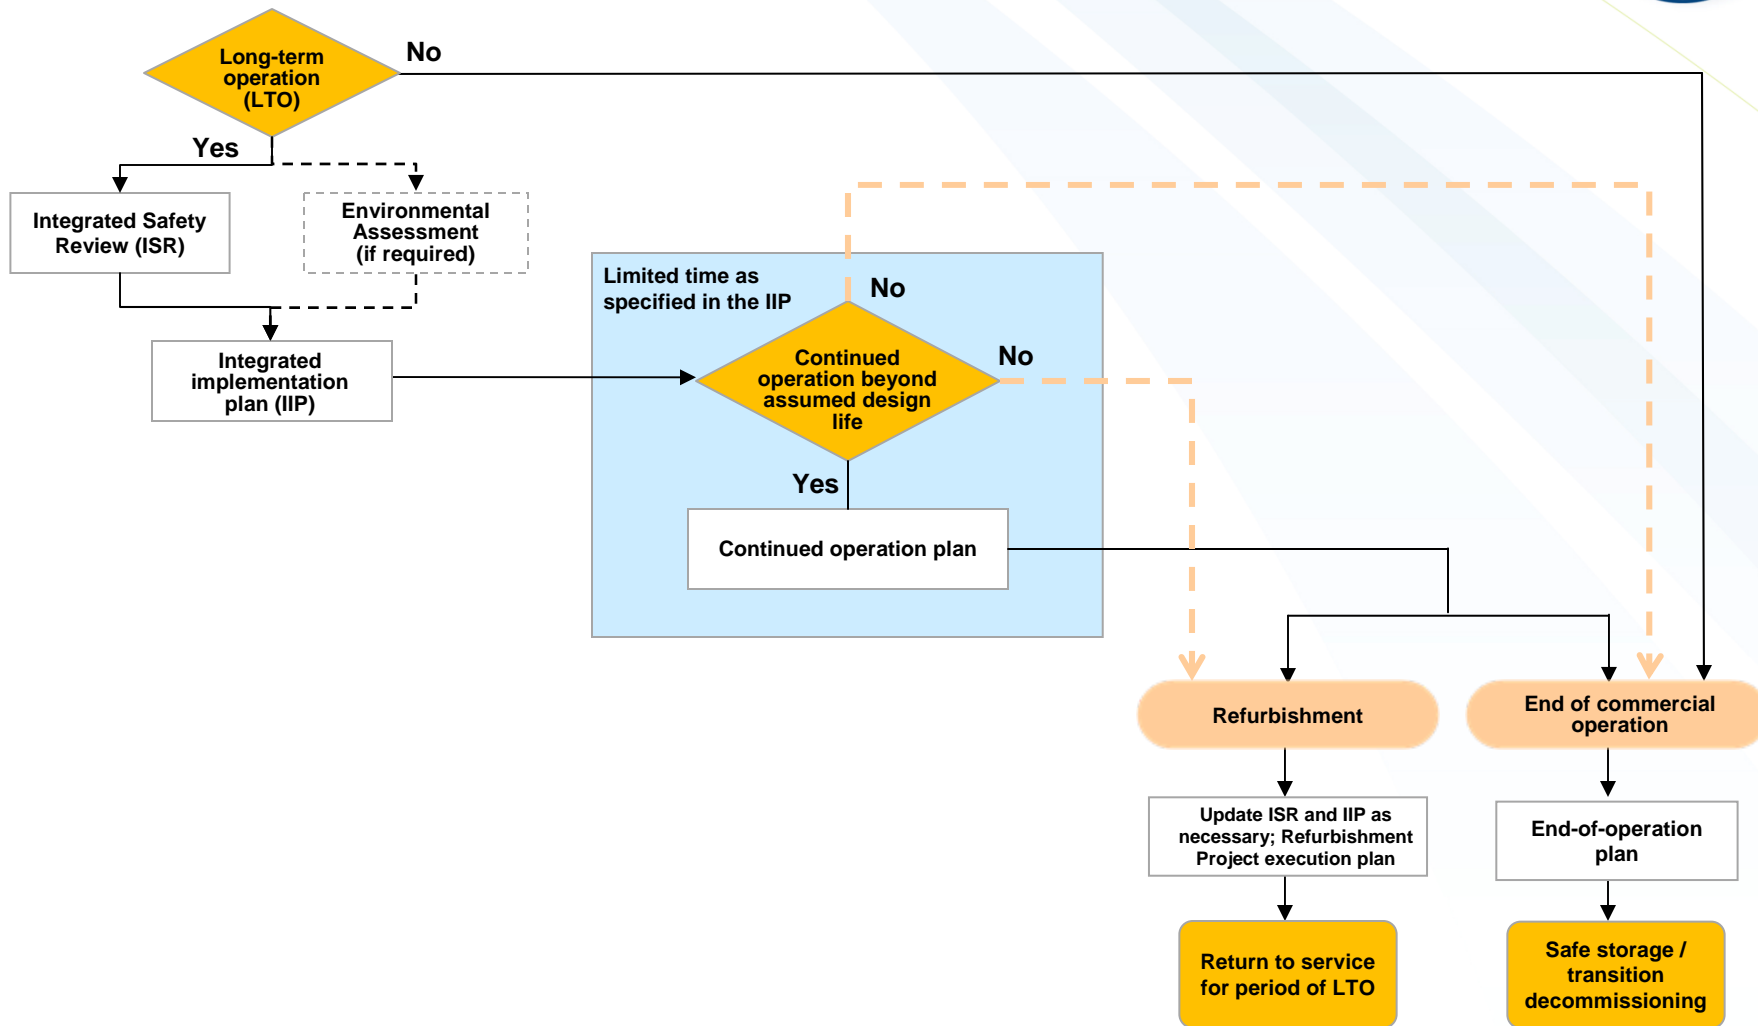 Long-term
operation
(LTO)
No
Yes
Integrated Safety
Review (ISR)
Environmental
Assessment
(if required)
Limited time as
specified in the IIP
No
Integrated
implementation
plan (IIP)
Continued
operation beyond
assumed design
life
No
Yes
Continued operation plan
Refurbishment
End of commercial
operation
Update ISR and IIP as
necessary; Refurbishment
Project execution plan
End-of-operation
plan
Return to service
for period of LTO
Safe storage /
transition
decommissioning